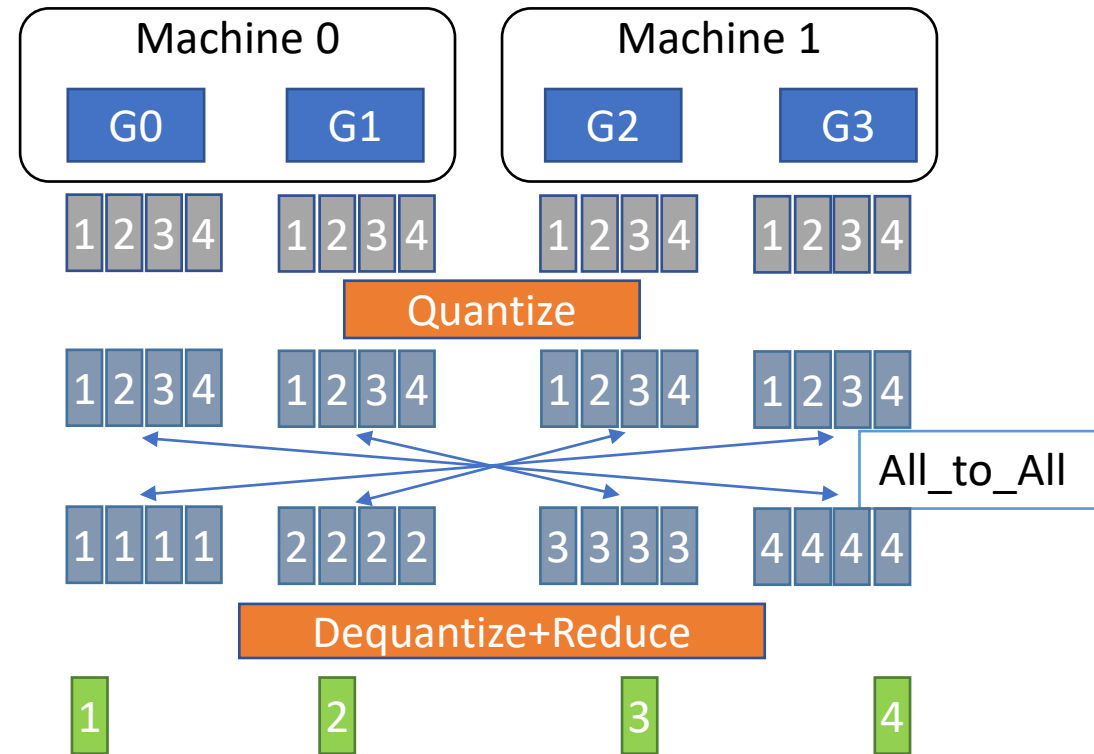 Machine 0 Machine 1
G0 G1 G2 G3
1 2 3 4 1 2 3 4 1 2 3 4 1 2 3 4
Quantize
1 2 3 4 1 2 3 4 1 2 3 4 1 2 3 4
All_to_All
1 1 1 1 2 2 2 2 3 3 3 3 4 4 4 4
Dequantize+Reduce
1 2 3 4